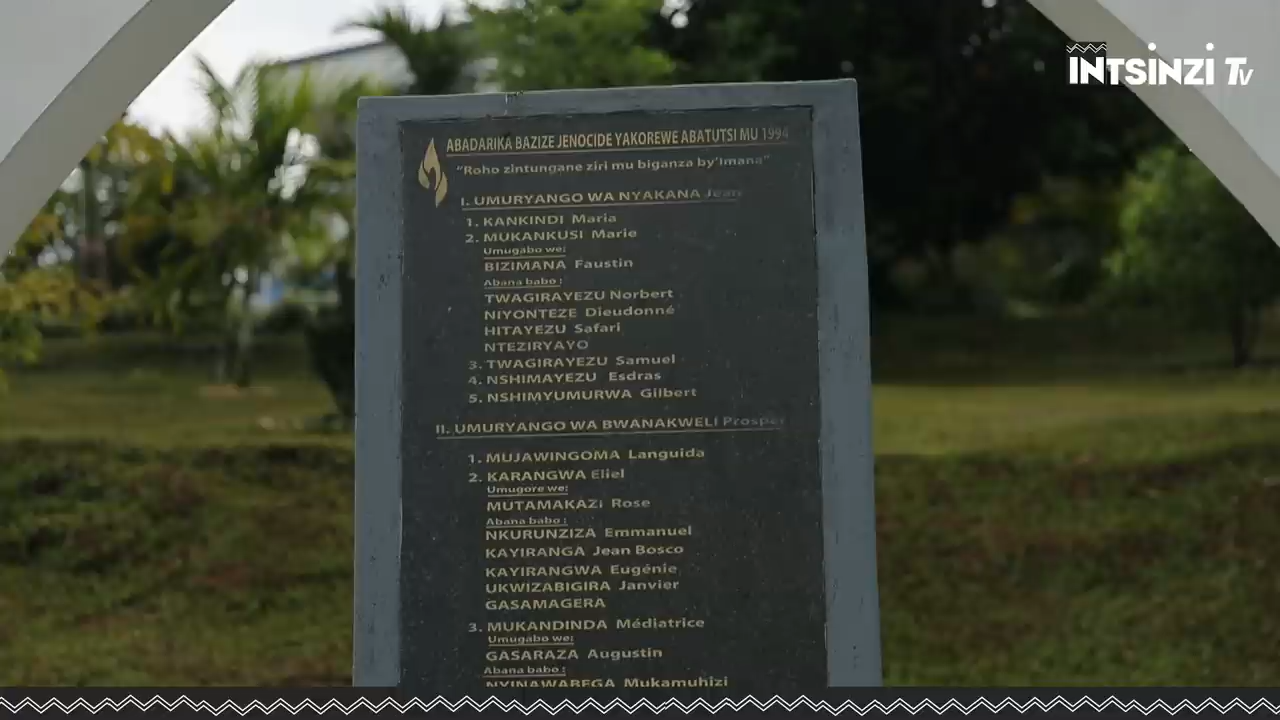 INTSINZI Tv
ABADARIKA BAZIZE JENOCIDE YAKOREWE ABATUTSI MU 1994
"Roho zintungane ziri mu biganza by'Imana"
I. UMURYANGO WA NYAKANA Jean
1. KANKINDI Maria
2. MUKANKUSI Marie
Umugabo we:
BIZIMANA Faustin
Abana babo :
TWAGIRAYEZU Norbert
NIYONTEZE Dieudonné
HITAYEZU Safari
NTEZIRYAYO
3. TWAGIRAYEZU Samuel
4. NSHIMAYEZU Esdras
5. NSHIMYUMURWA Gilbert
II. UMURYANGO WA BWANAKWELI Prosper
1. MUJAWINGOMA Languida
2. KARANGWA Eliel
Umugore we:
MUTAMAKAZI Rose
Abana babo :
NKURUNZIZA Emmanuel
KAYIRANGA Jean Bosco
KAYIRANGWA Eugénie
UKWIZABIGIRA Janvier
GASAMAGERA
3. MUKANDINDA Médiatrice
Umugabo we:
GASARAZA Augustin
Abana babo :
NYINAWABEGA Mukamuhizi